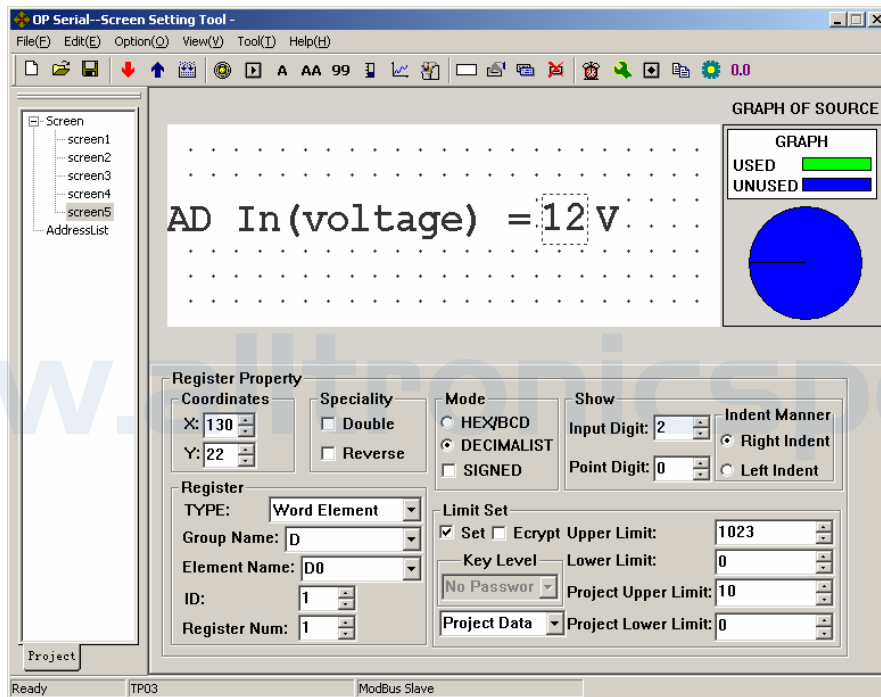 OP Serial--Screen Setting Tool -
File(F) Edit(E) Option(O) View(V) Tool(T) Help(H)
A AA 99 0.0
Screen
screen1
screen2
screen3
screen4
screen5
AddressList
Project
AD In(voltage) = 12 V
GRAPH OF SOURCE
GRAPH
USED
UNUSED
w.alltronicspo
Register Property
Coordinates
X: 130
Y: 22
Speciality
Double
Reverse
Mode
HEX/BCD
DECIMALIST
SIGNED
Show
Input Digit: 2
Point Digit: 0
Indent Manner
Right Indent
Left Indent
Register
TYPE: Word Element
Group Name: D
Element Name: D0
ID: 1
Register Num: 1
Limit Set
Set Ecrypt Upper Limit: 1023
Key Level Lower Limit: 0
No Passwor Project Upper Limit: 10
Project Data Project Lower Limit: 0
Ready TP03 ModBus Slave